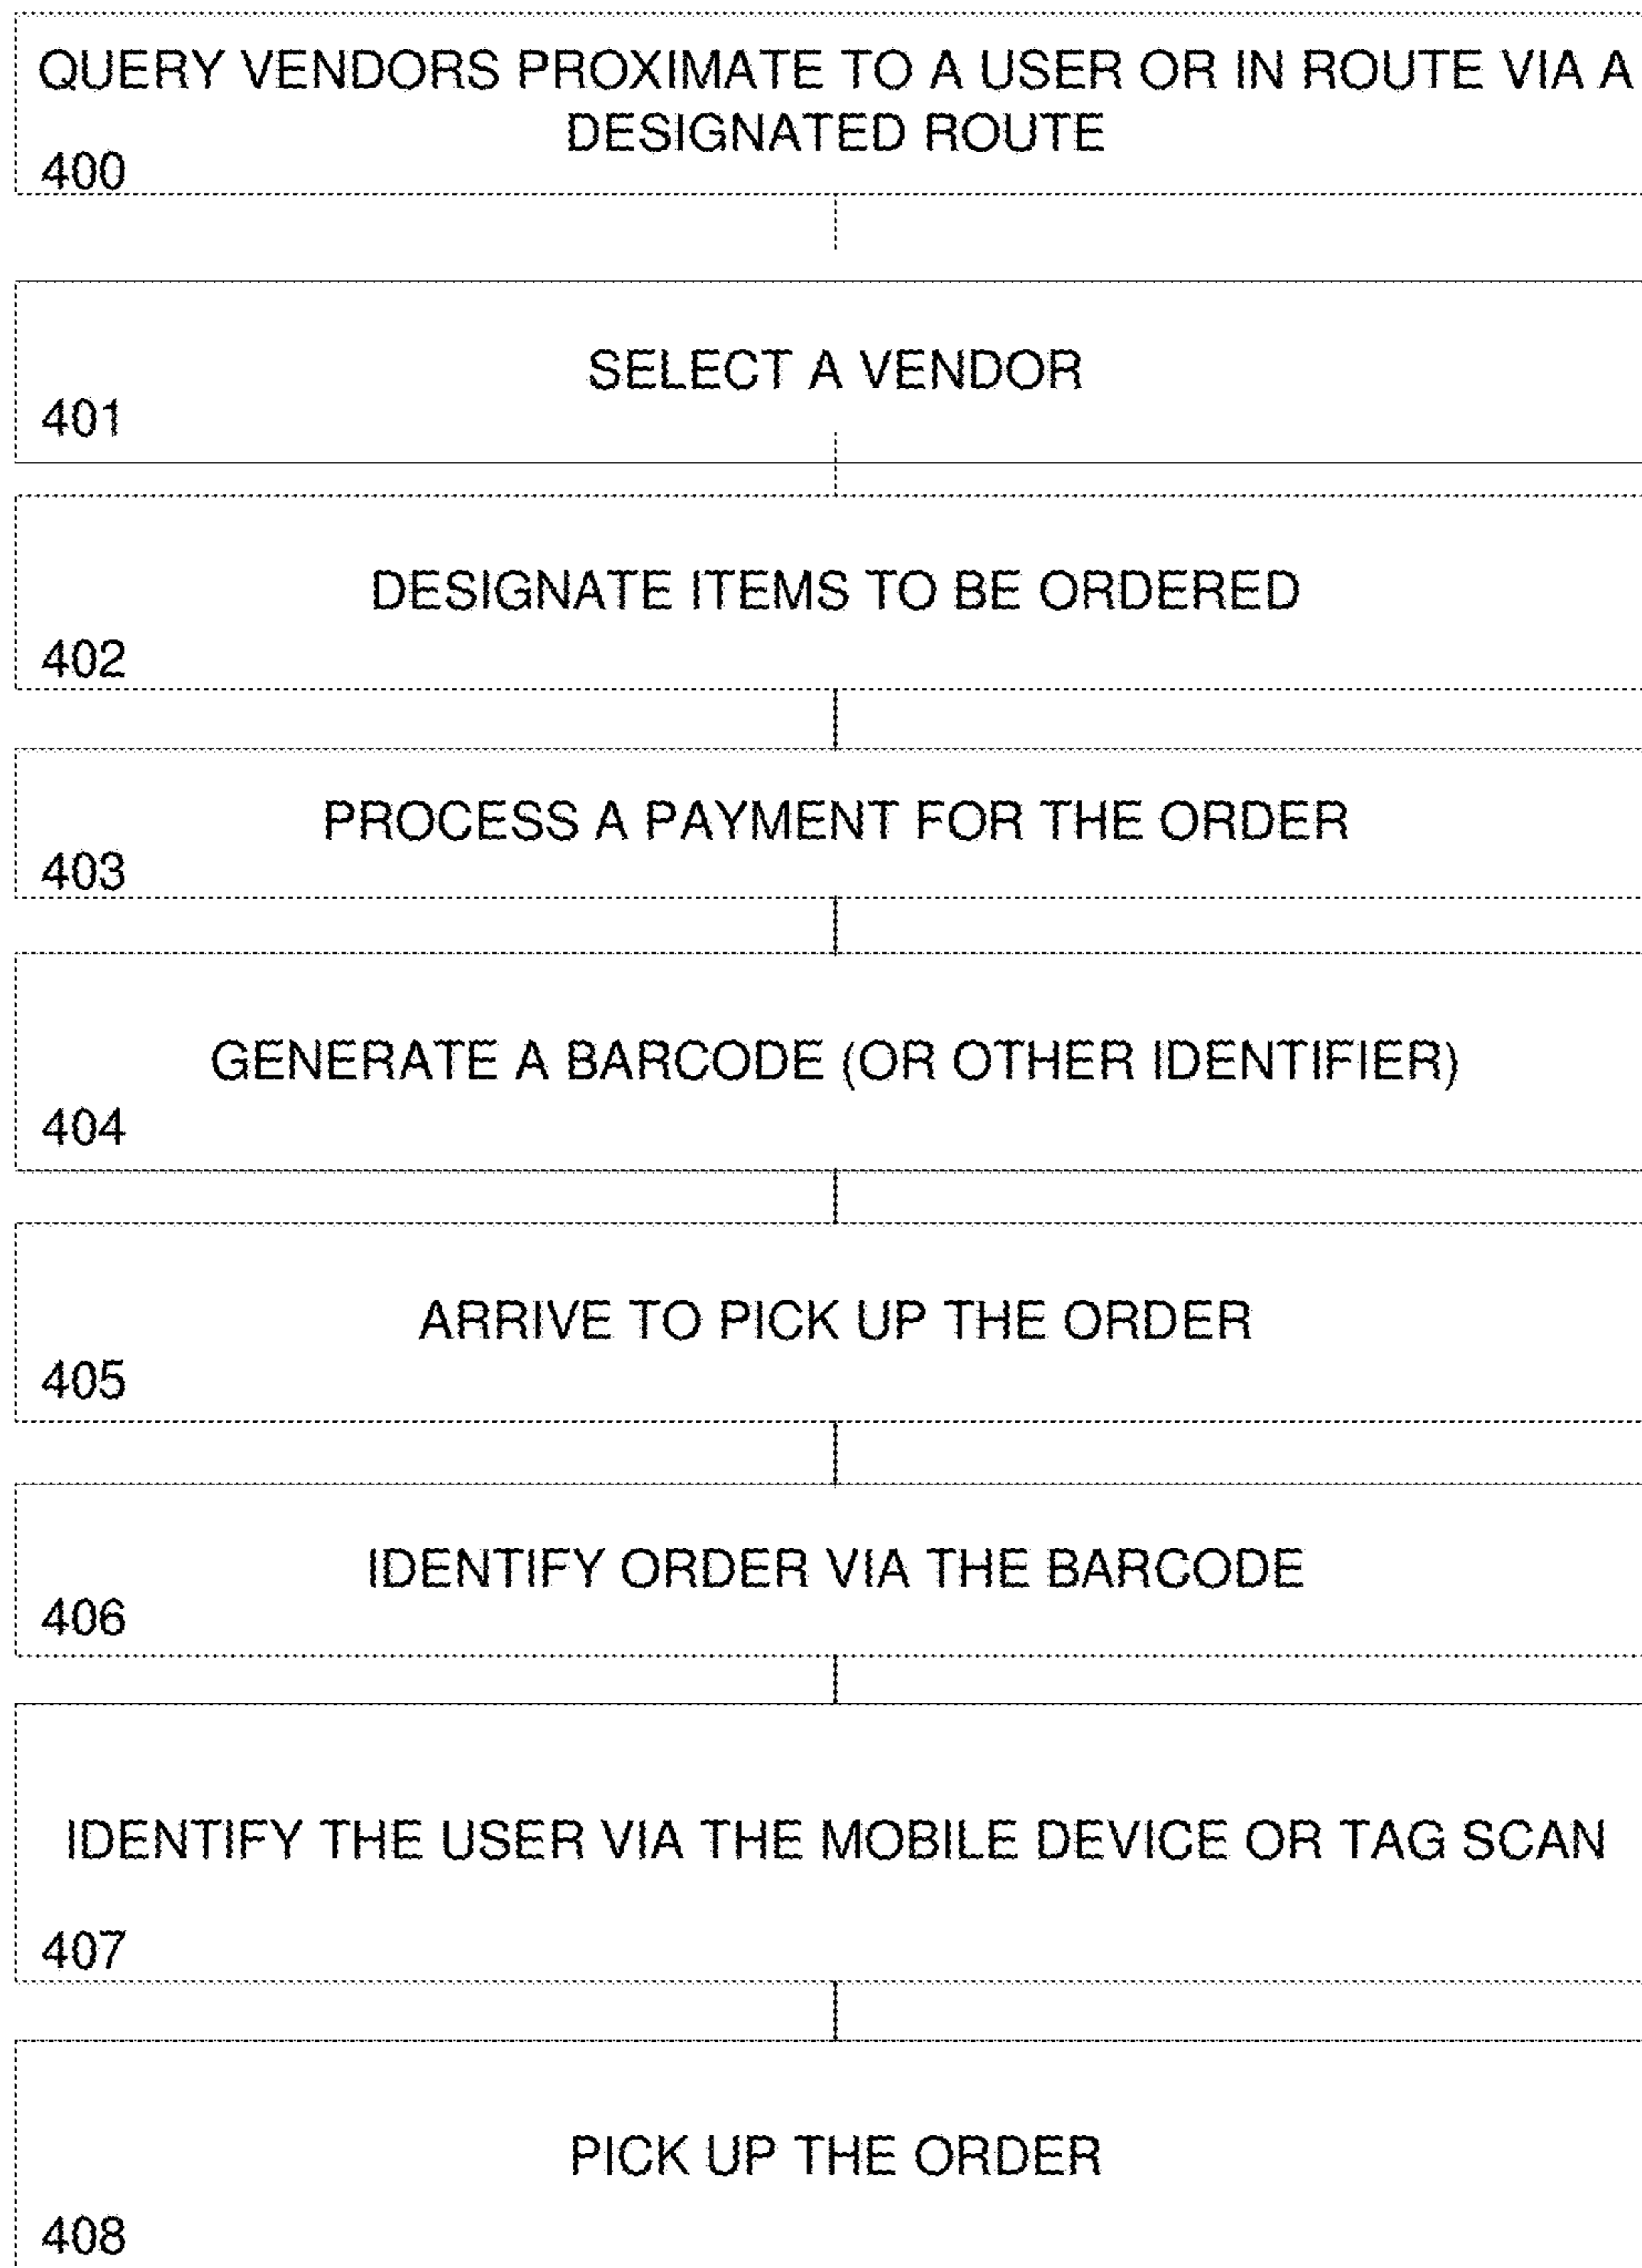 QUERY VENDORS PROXIMATE TO A USER OR IN ROUTE VIA A
DESIGNATED ROUTE
400
SELECT A VENDOR
401
DESIGNATE ITEMS TO BE ORDERED
402
PROCESS A PAYMENT FOR THE ORDER
403
GENERATE A BARCODE (OR OTHER IDENTIFIER)
404
ARRIVE TO PICK UP THE ORDER
405
IDENTIFY ORDER VIA THE BARCODE
406
IDENTIFY THE USER VIA THE MOBILE DEVICE OR TAG SCAN
407
PICK UP THE ORDER
408